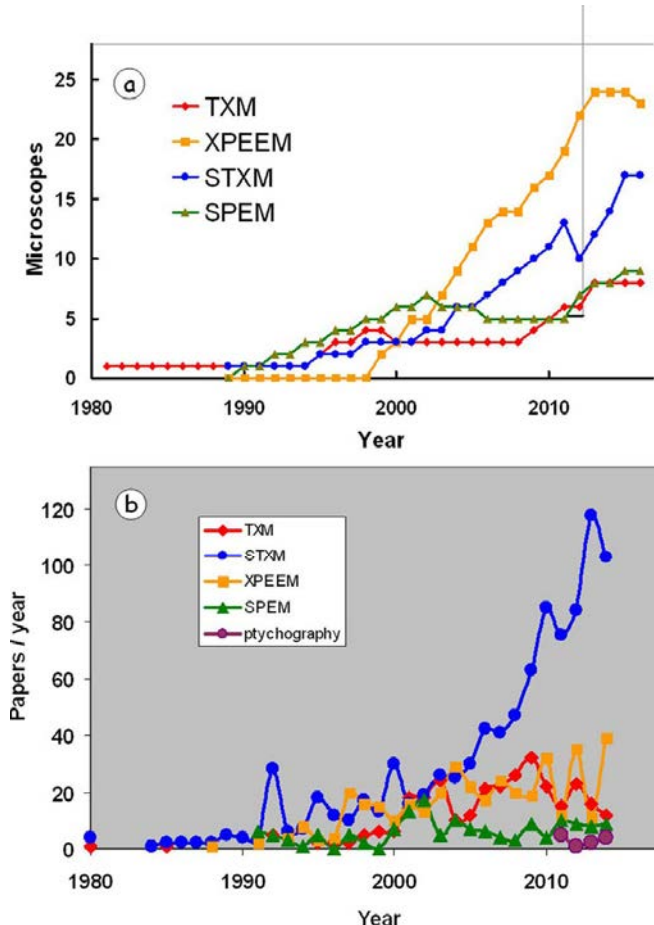 a
25
20
15
10
5
0
Microscopes
TXM
XPEEM
STXM
SPEM
1980
1990
2000
2010
Year
b
120
100
80
60
40
20
0
Papers / year
TXM
STXM
XPEEM
SPEM
ptychography
1980
1990
2000
2010
Year